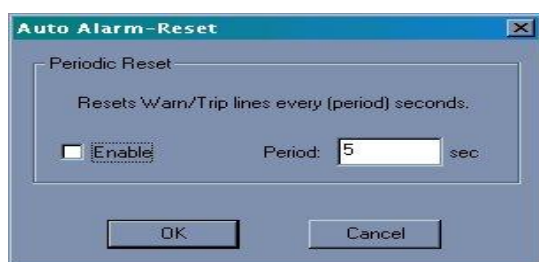 Auto Alarm-Reset
Periodic Reset
Resets Warn/Trip lines every (period) seconds.
Enable Period: 5 sec
OK Cancel